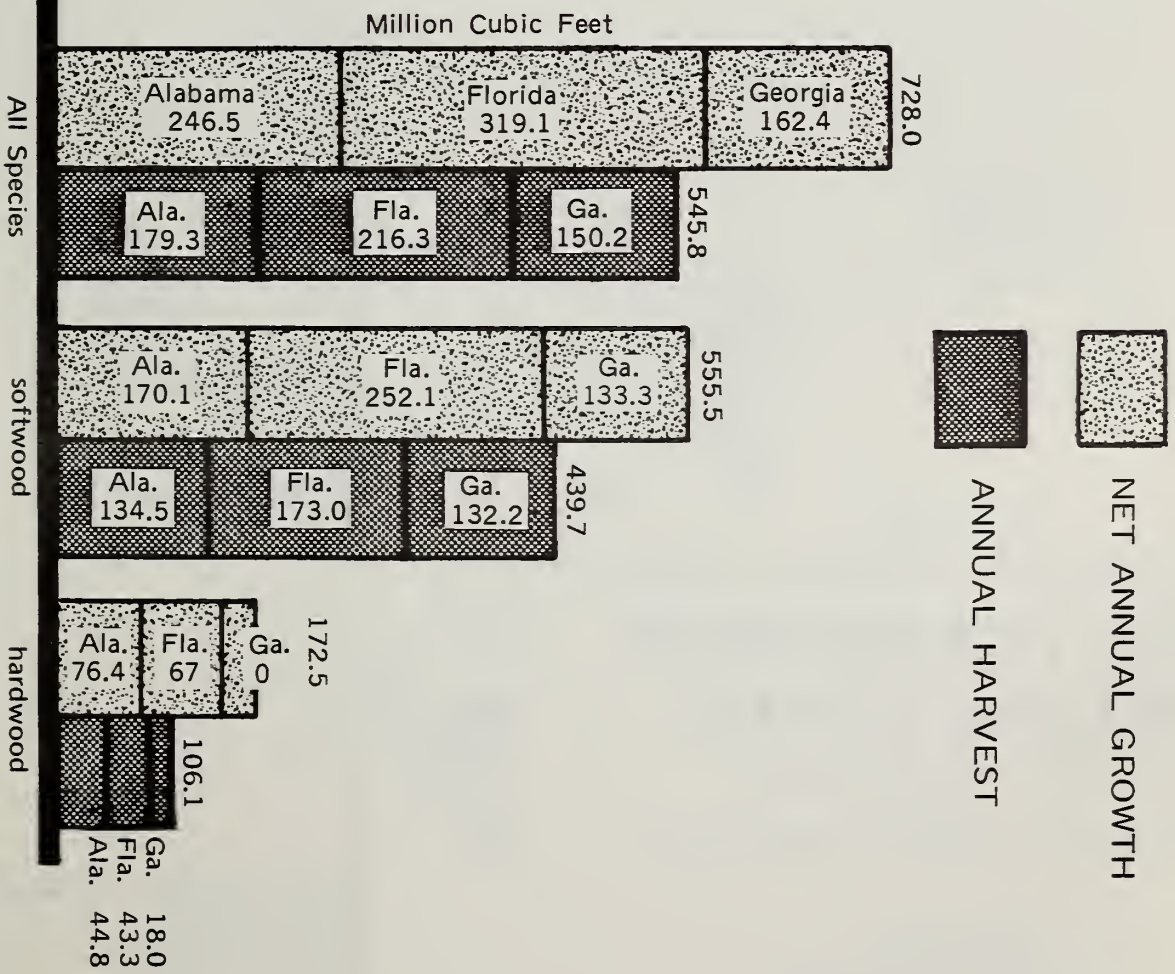 Million Cubic Feet
All Species
Alabama
246.5
Florida
319.1
Georgia
162.4
728.0
Ala.
179.3
Fla.
216.3
Ga.
150.2
545.8
softwood
Ala.
170.1
Fla.
252.1
Ga.
133.3
555.5
Ala.
134.5
Fla.
173.0
Ga.
132.2
439.7
hardwood
Ala.
76.4
Fla.
67
Ga.
0
172.5
106.1
Ga. 18.0
Fla. 43.3
Ala. 44.8
NET ANNUAL GROWTH
ANNUAL HARVEST